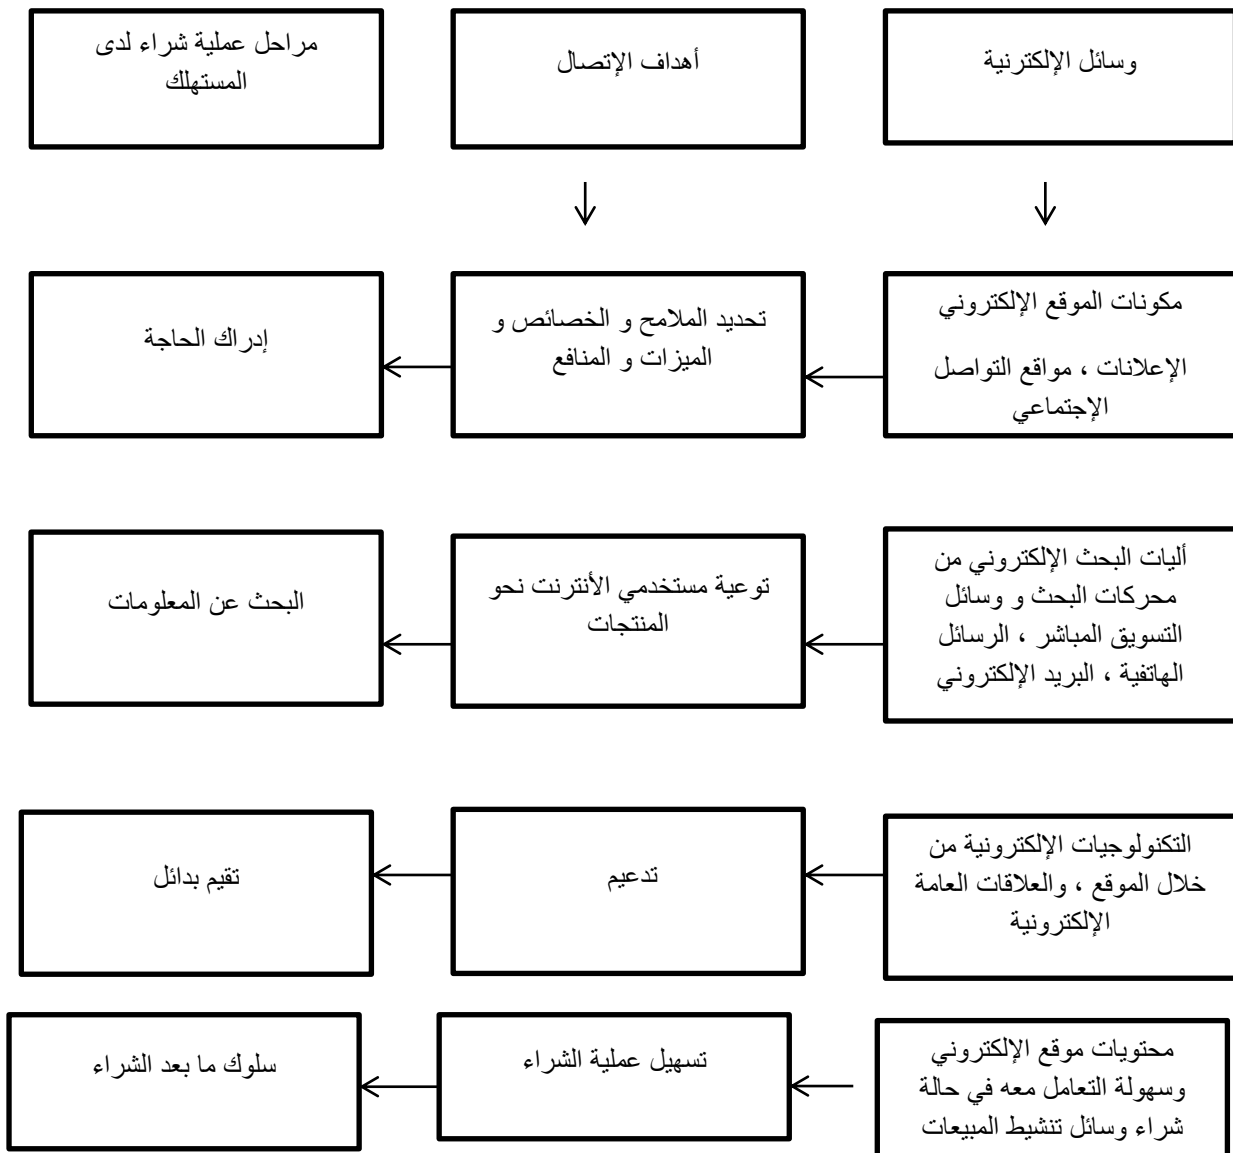 وسائل الإلكترنية
أهداف الإتصال
مراحل عملية شراء لدى
المستهلك
مكونات الموقع الإلكتروني
الإعلانات ، مواقع التواصل
الإجتماعي
تحديد الملامح و الخصائص و
الميزات و المنافع
إدراك الحاجة
أليات البحث الإلكتروني من
محركات البحث و وسائل
التسويق المباشر ، الرسائل
الهاتفية ، البريد الإلكتروني
توعية مستخدمي الأنترنت نحو
المنتجات
البحث عن المعلومات
التكنولوجيات الإلكترونية من
خلال الموقع ، والعلاقات العامة
الإلكترونية
تدعيم
تقيم بدائل
محتويات موقع الإلكتروني
وسهولة التعامل معه في حالة
شراء وسائل تنشيط المبيعات
تسهيل عملية الشراء
سلوك ما بعد الشراء